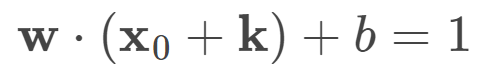 w · (x₀ + k) + b = 1